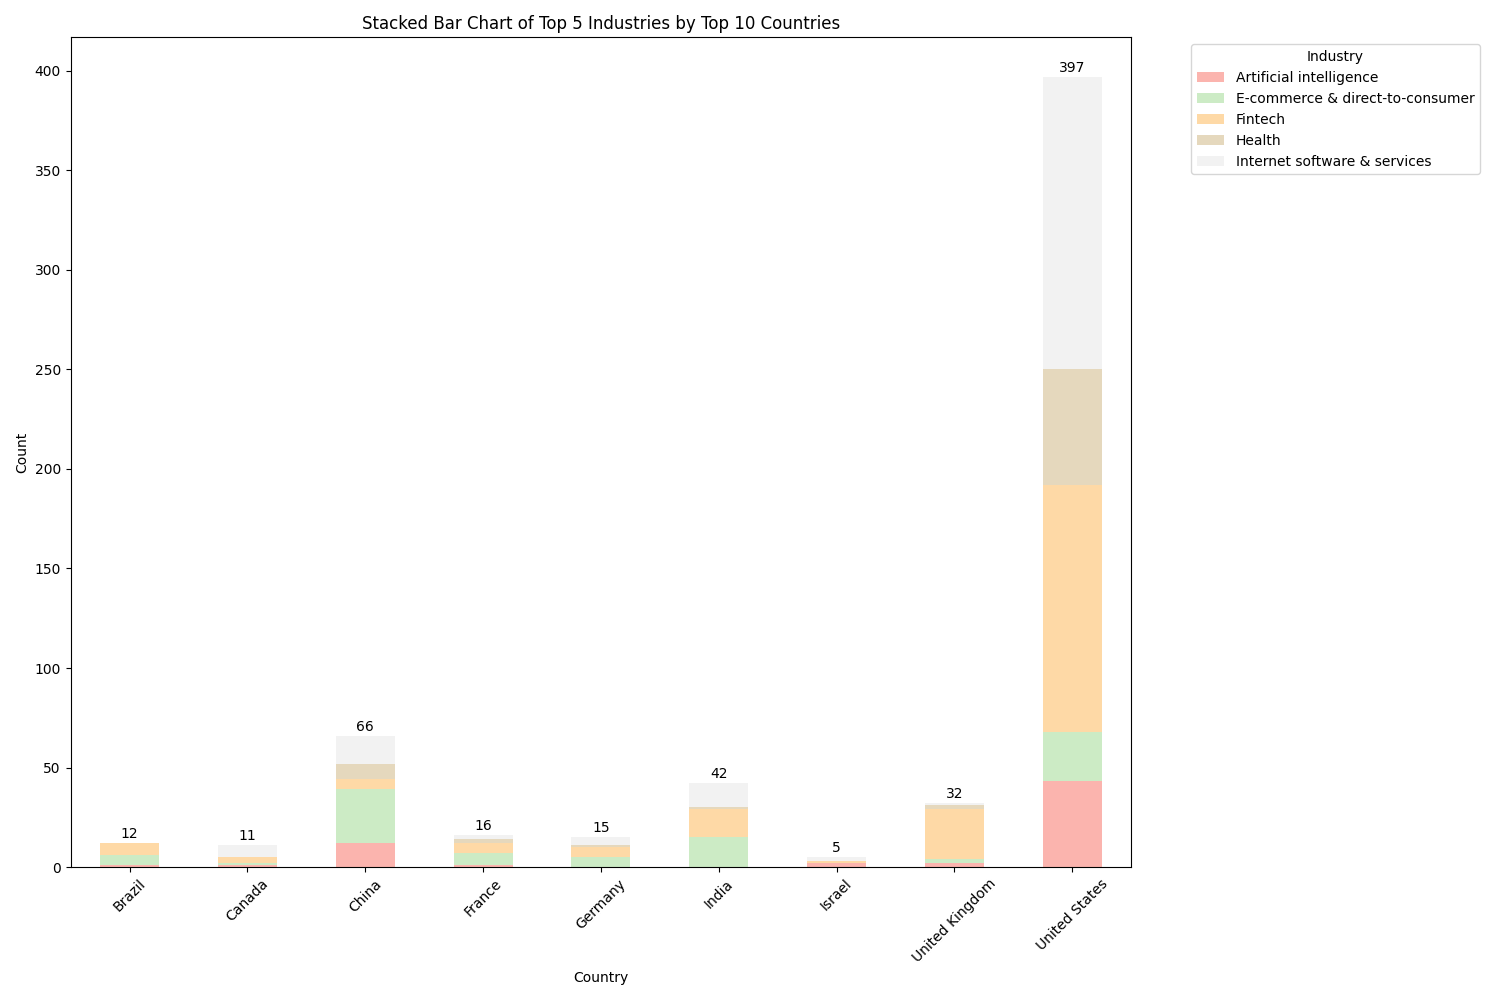 Stacked Bar Chart of Top 5 Industries by Top 10 Countries
Industry
Artificial intelligence
E-commerce & direct-to-consumer
Fintech
Health
Internet software & services
Count
400
350
300
250
200
150
100
50
0
12
11
66
16
15
42
5
32
397
Brazil
Canada
China
France
Germany
India
Israel
United Kingdom
United States
Country